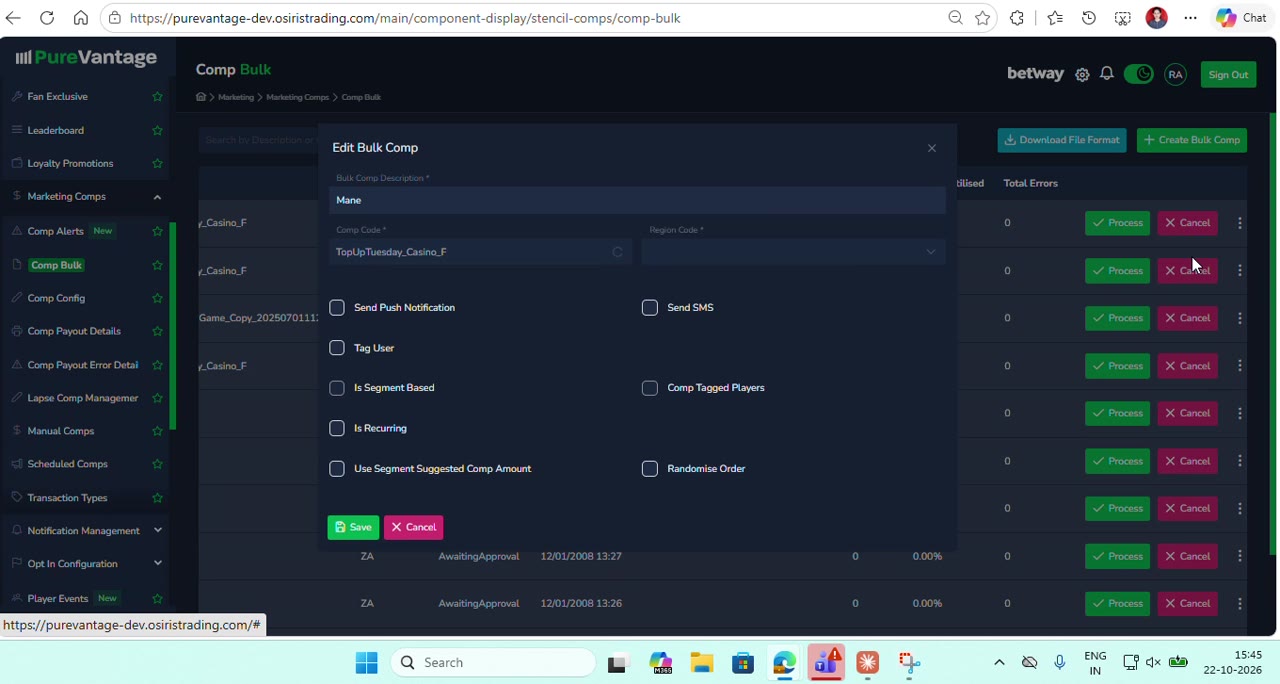 https://purevantage-dev.osiristrading.com/main/component-display/stencil-comps/comp-bulk
Chat
PureVantage
Comp Bulk
betway
RA
Sign Out
Marketing
Marketing Comps
Comp Bulk
Fan Exclusive
Leaderboard
Loyalty Promotions
Marketing Comps
Comp Alerts New
Comp Bulk
Comp Config
Comp Payout Details
Comp Payout Error Detai
Lapse Comp Managemer
Manual Comps
Scheduled Comps
Transaction Types
Notification Management
Opt In Configuration
Player Events New
Search by Description or
Download File Format
+ Create Bulk Comp
Edit Bulk Comp
Bulk Comp Description *
Mane
Comp Code *
Region Code *
TopUpTuesday_Casino_F
Send Push Notification
Send SMS
Tag User
Is Segment Based
Comp Tagged Players
Is Recurring
Use Segment Suggested Comp Amount
Randomise Order
Save
Cancel
tilised Total Errors
y_Casino_F 0 Process Cancel
y_Casino_F 0 Process Cancel
Game_Copy_2025070111 0 Process Cancel
y_Casino_F 0 Process Cancel
0 Process Cancel
0 Process Cancel
0 Process Cancel
ZA AwaitingApproval 12/01/2008 13:27 0 0.00% 0 Process Cancel
ZA AwaitingApproval 12/01/2008 13:26 0 0.00% 0 Process Cancel
https://purevantage-dev.osiristrading.com/#
Search
M365
ENG
IN
15:45
22-10-2026